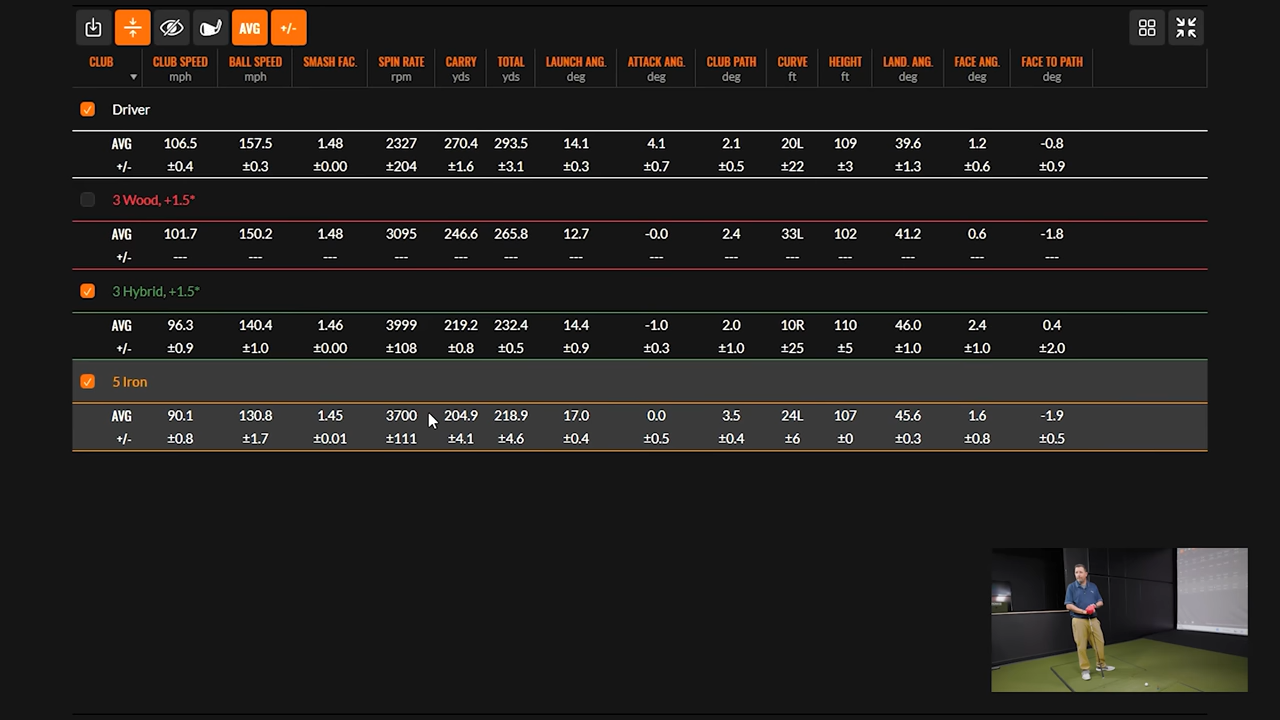 AVG +/-
CLUB CLUB SPEED BALL SPEED SMASH FAC. SPIN RATE CARRY TOTAL LAUNCH ANG. ATTACK ANG. CLUB PATH CURVE HEIGHT LAND. ANG. FACE ANG. FACE TO PATH
mph mph rpm yds yds deg deg deg ft ft deg deg deg
Driver
AVG 106.5 157.5 1.48 2327 270.4 293.5 14.1 4.1 2.1 20L 109 39.6 1.2 -0.8
+/- ±0.4 ±0.3 ±0.00 ±204 ±1.6 ±3.1 ±0.3 ±0.7 ±0.5 ±22 ±3 ±1.3 ±0.6 ±0.9
3 Wood, +1.5*
AVG 101.7 150.2 1.48 3095 246.6 265.8 12.7 -0.0 2.4 33L 102 41.2 0.6 -1.8
+/- --- --- --- --- --- --- --- --- --- --- --- --- --- ---
3 Hybrid, +1.5*
AVG 96.3 140.4 1.46 3999 219.2 232.4 14.4 -1.0 2.0 10R 110 46.0 2.4 0.4
+/- ±0.9 ±1.0 ±0.00 ±108 ±0.8 ±0.5 ±0.9 ±0.3 ±1.0 ±25 ±5 ±1.0 ±1.0 ±2.0
5 Iron
AVG 90.1 130.8 1.45 3700 204.9 218.9 17.0 0.0 3.5 24L 107 45.6 1.6 -1.9
+/- ±0.8 ±1.7 ±0.01 ±111 ±4.1 ±4.6 ±0.4 ±0.5 ±0.4 ±6 ±0 ±0.3 ±0.8 ±0.5